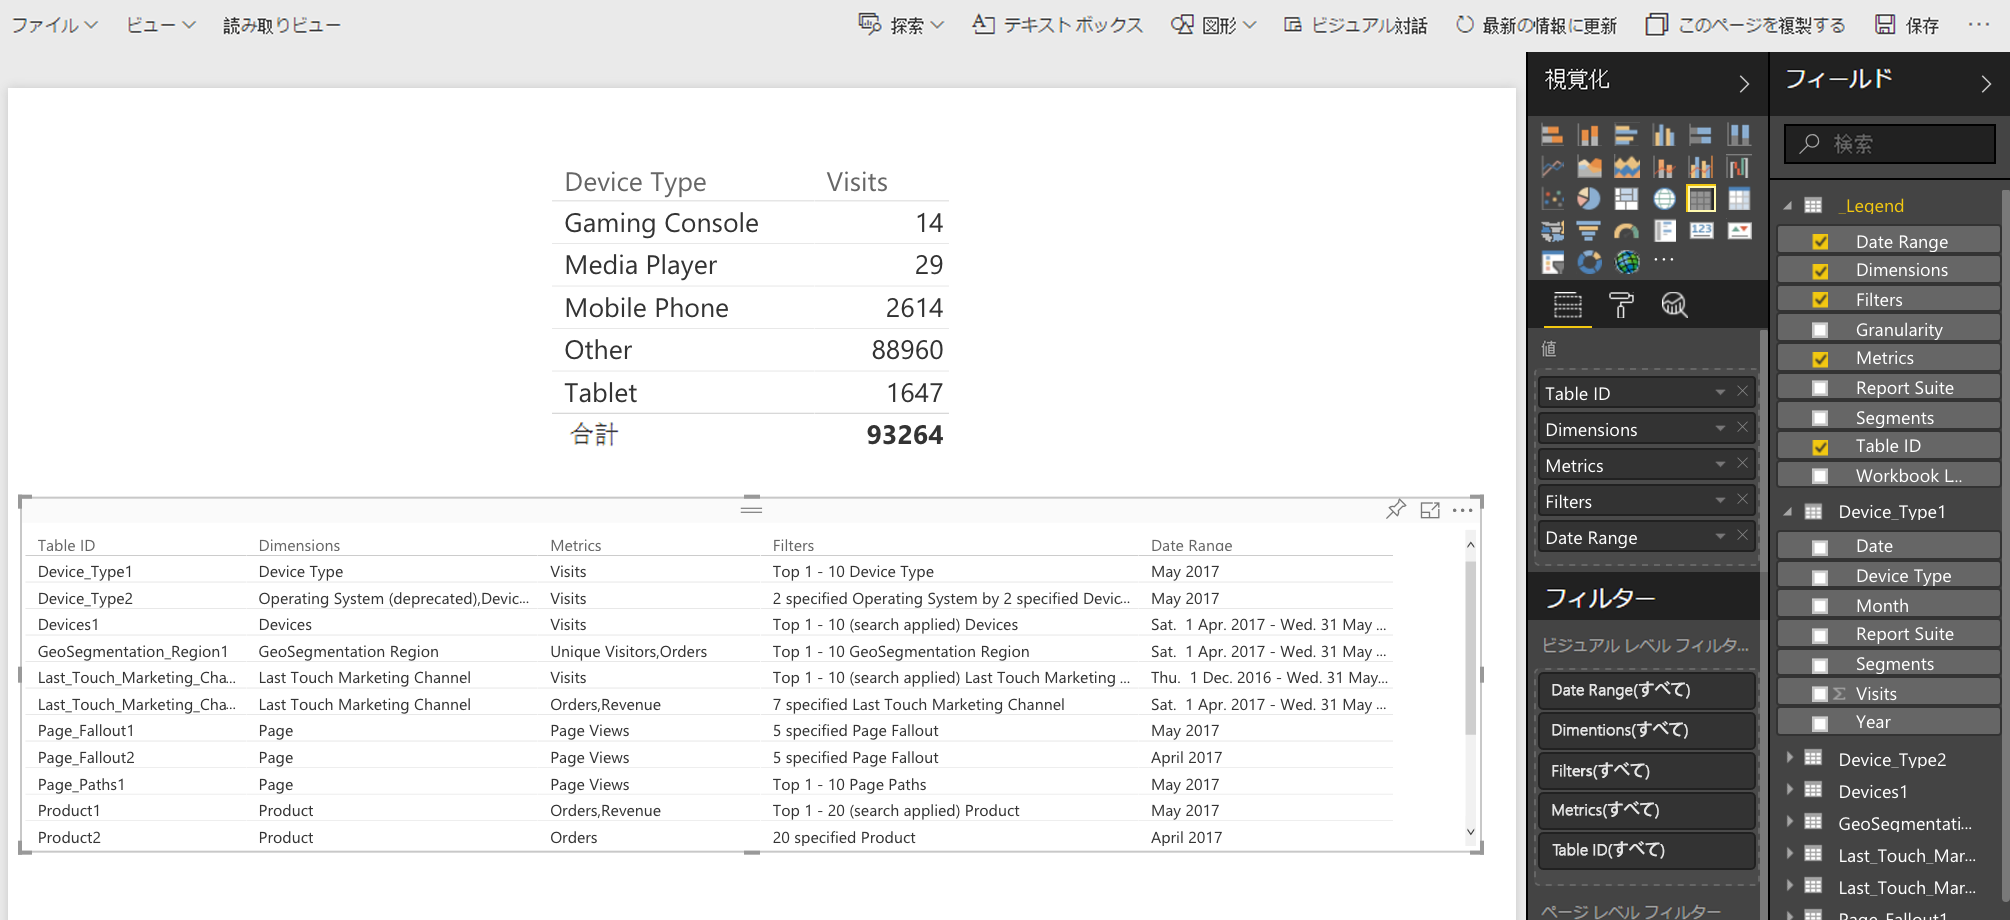 ファイル ビュー 読み取りビュー 探索 テキスト ボックス 図形 ビジュアル対話 最新の情報に更新 このページを複製する 保存 ...
Device Type Visits
Gaming Console 14
Media Player 29
Mobile Phone 2614
Other 88960
Tablet 1647
合計 93264
Table ID Dimensions Metrics Filters Date Range
Device_Type1 Device Type Visits Top 1 - 10 Device Type May 2017
Device_Type2 Operating System (deprecated),Devic... Visits 2 specified Operating System by 2 specified Devic... May 2017
Devices1 Devices Visits Top 1 - 10 (search applied) Devices Sat. 1 Apr. 2017 - Wed. 31 May ...
GeoSegmentation_Region1 GeoSegmentation Region Unique Visitors,Orders Top 1 - 10 GeoSegmentation Region Sat. 1 Apr. 2017 - Wed. 31 May ...
Last_Touch_Marketing_Cha... Last Touch Marketing Channel Visits Top 1 - 10 (search applied) Last Touch Marketing ... Thu. 1 Dec. 2016 - Wed. 31 May...
Last_Touch_Marketing_Cha... Last Touch Marketing Channel Orders,Revenue 7 specified Last Touch Marketing Channel Sat. 1 Apr. 2017 - Wed. 31 May ...
Page_Fallout1 Page Page Views 5 specified Page Fallout May 2017
Page_Fallout2 Page Page Views 5 specified Page Fallout April 2017
Page_Paths1 Page Page Views Top 1 - 10 Page Paths May 2017
Product1 Product Orders,Revenue Top 1 - 20 (search applied) Product May 2017
Product2 Product Orders 20 specified Product April 2017
視覚化
123
...
値
Table ID
Dimensions
Metrics
Filters
Date Range
フィルター
ビジュアル レベル フィルタ...
Date Range(すべて)
Dimentions(すべて)
Filters(すべて)
Metrics(すべて)
Table ID(すべて)
ページ レベル フィルター
フィールド
検索
_Legend
Date Range
Dimensions
Filters
Granularity
Metrics
Report Suite
Segments
Table ID
Workbook L...
Device_Type1
Date
Device Type
Month
Report Suite
Segments
Σ Visits
Year
Device_Type2
Devices1
GeoSegmentati...
Last_Touch_Mar...
Last_Touch_Mar...
Page_Fallout1